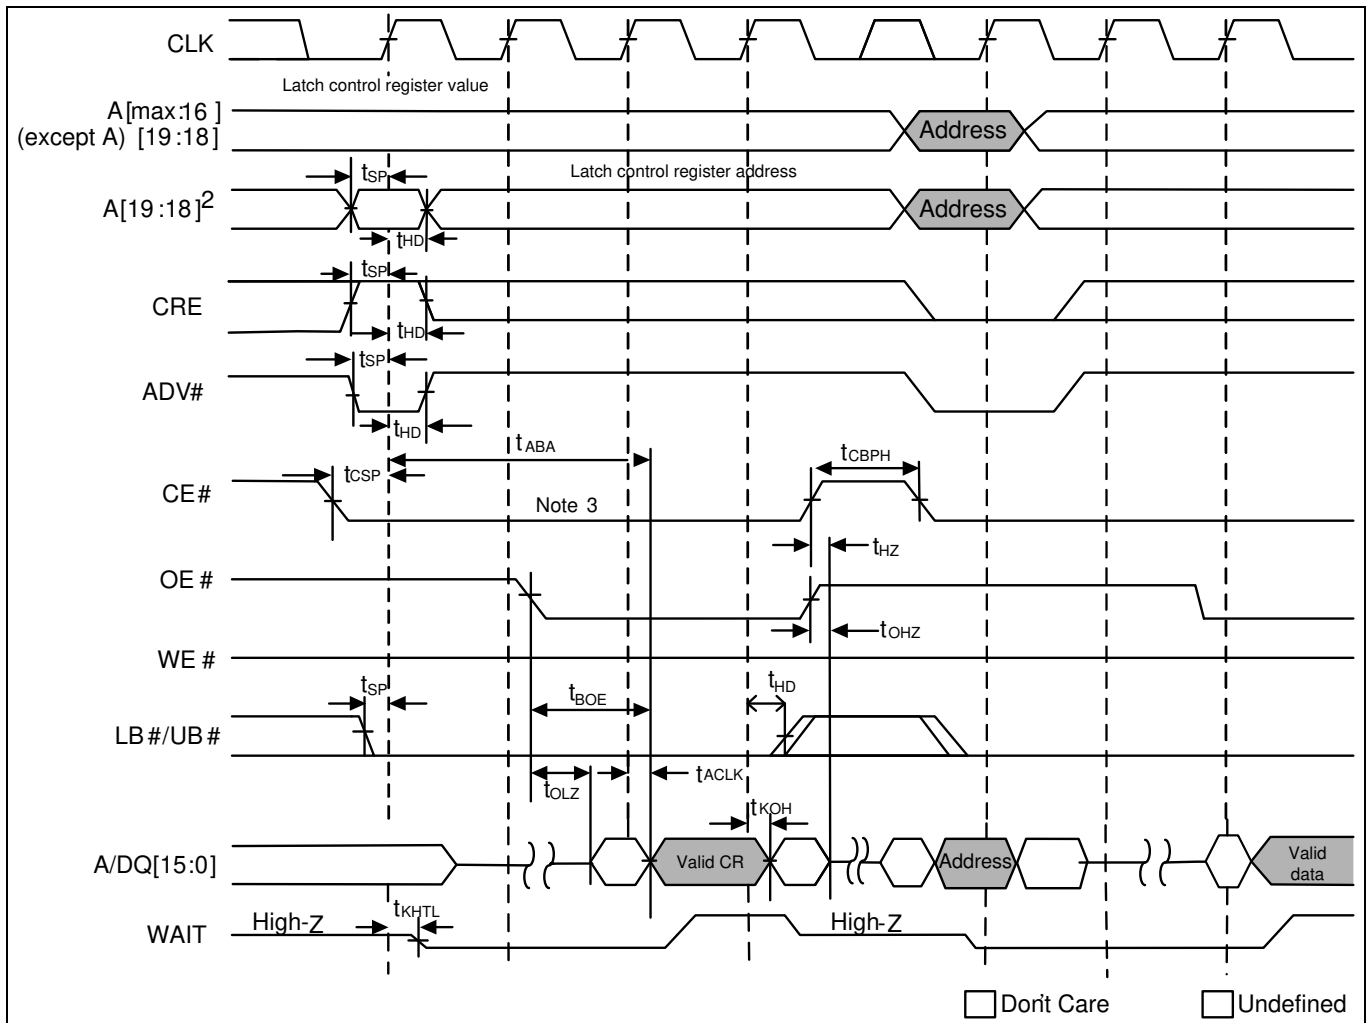 CLK
Latch control register value
A[max:16 ]
(except A) [19:18]
Address
tSP
Latch control register address
A[19:18]2
Address
tHD
tSP
CRE
tHD
tSP
ADV#
tHD
tABA
tCBPH
tCSP
CE#
Note 3
tHZ
OE #
tOHZ
WE #
tSP
tHD
tBOE
LB #/UB #
tACLK
tOLZ
tKOH
A/DQ[15:0]
Valid CR
Address
Valid
data
tKHTL
High-Z
High-Z
WAIT
Don't Care
Undefined